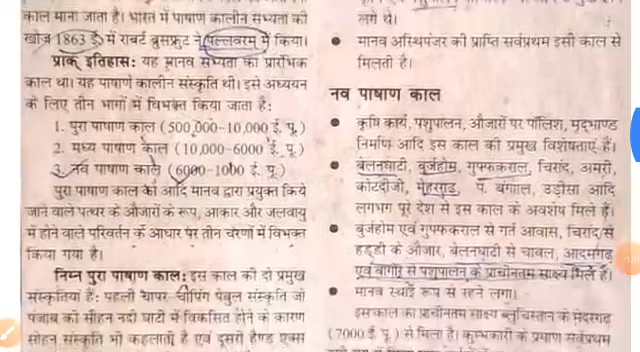 काल माना जाता है। भारत में पाषाण कालीन सभ्यता की
खोज 1863 ई. में राबर्ट ब्रुसफ्रुट ने पल्लवरम् में किया।
प्राक् इतिहास: यह मानव सभ्यता का प्रारंभिक
काल था। यह पाषाण कालीन संस्कृति थी। इसे अध्ययन
के लिए तीन भागों में विभक्त किया जाता है:
1. पुरा पाषाण काल (500,000-10,000 ई. पू.)
2. मध्य पाषाण काल (10,000-6000 ई. पू.)
3. नव पाषाण काल (6000-1000 ई. पू.)
पुरा पाषाण काल को आदि मानव द्वारा प्रयुक्त किये
जाने वाले पत्थर के औजारों के रूप, आकार और जलवायु
में होने वाले परिवर्तन के आधार पर तीन चरणों में विभक्त
किया गया है।
निम्न पुरा पाषाण काल: इस काल की दो प्रमुख
संस्कृतियां हैं: पहली चापर-चौपिंग पेबुल संस्कृति जो
पंजाब की सोहन नदी घाटी में विकसित होने के कारण
सोहन संस्कृति भी कहलाती है एवं दूसरी हैण्ड एक्स
लगे थे।
● मानव अस्थिपंजर की प्राप्ति सर्वप्रथम इसी काल से
मिलती है।
नव पाषाण काल
● कृषि कार्य, पशुपालन, औजारों पर पॉलिश, मृद्भाण्ड
निर्माण आदि इस काल की प्रमुख विशेषताएं हैं।
● बेलनघाटी, बुर्जहोम, गुफ्फकराल, चिरांद, अमरी,
कोटदीजी, मेहरगढ़, प. बंगाल, उड़ीसा आदि
लगभग पूरे देश से इस काल के अवशेष मिले हैं।
● बुर्जहोम एवं गुफ्फकराल से गर्त आवास, चिरांद से
हड्डी के औजार, बेलनघाटी से चावल, आदमगढ़
एवं बागोर से पशुपालन के प्राचीनतम साक्ष्य मिले हैं।
● मानव स्थाई रूप से रहने लगा।
● इस काल का प्राचीनतम साक्ष्य ब्लूचिस्तान के मेहरगढ़
(7000 ई. पू.) से मिला है। कुम्भकारी के प्रमाण सर्वप्रथम